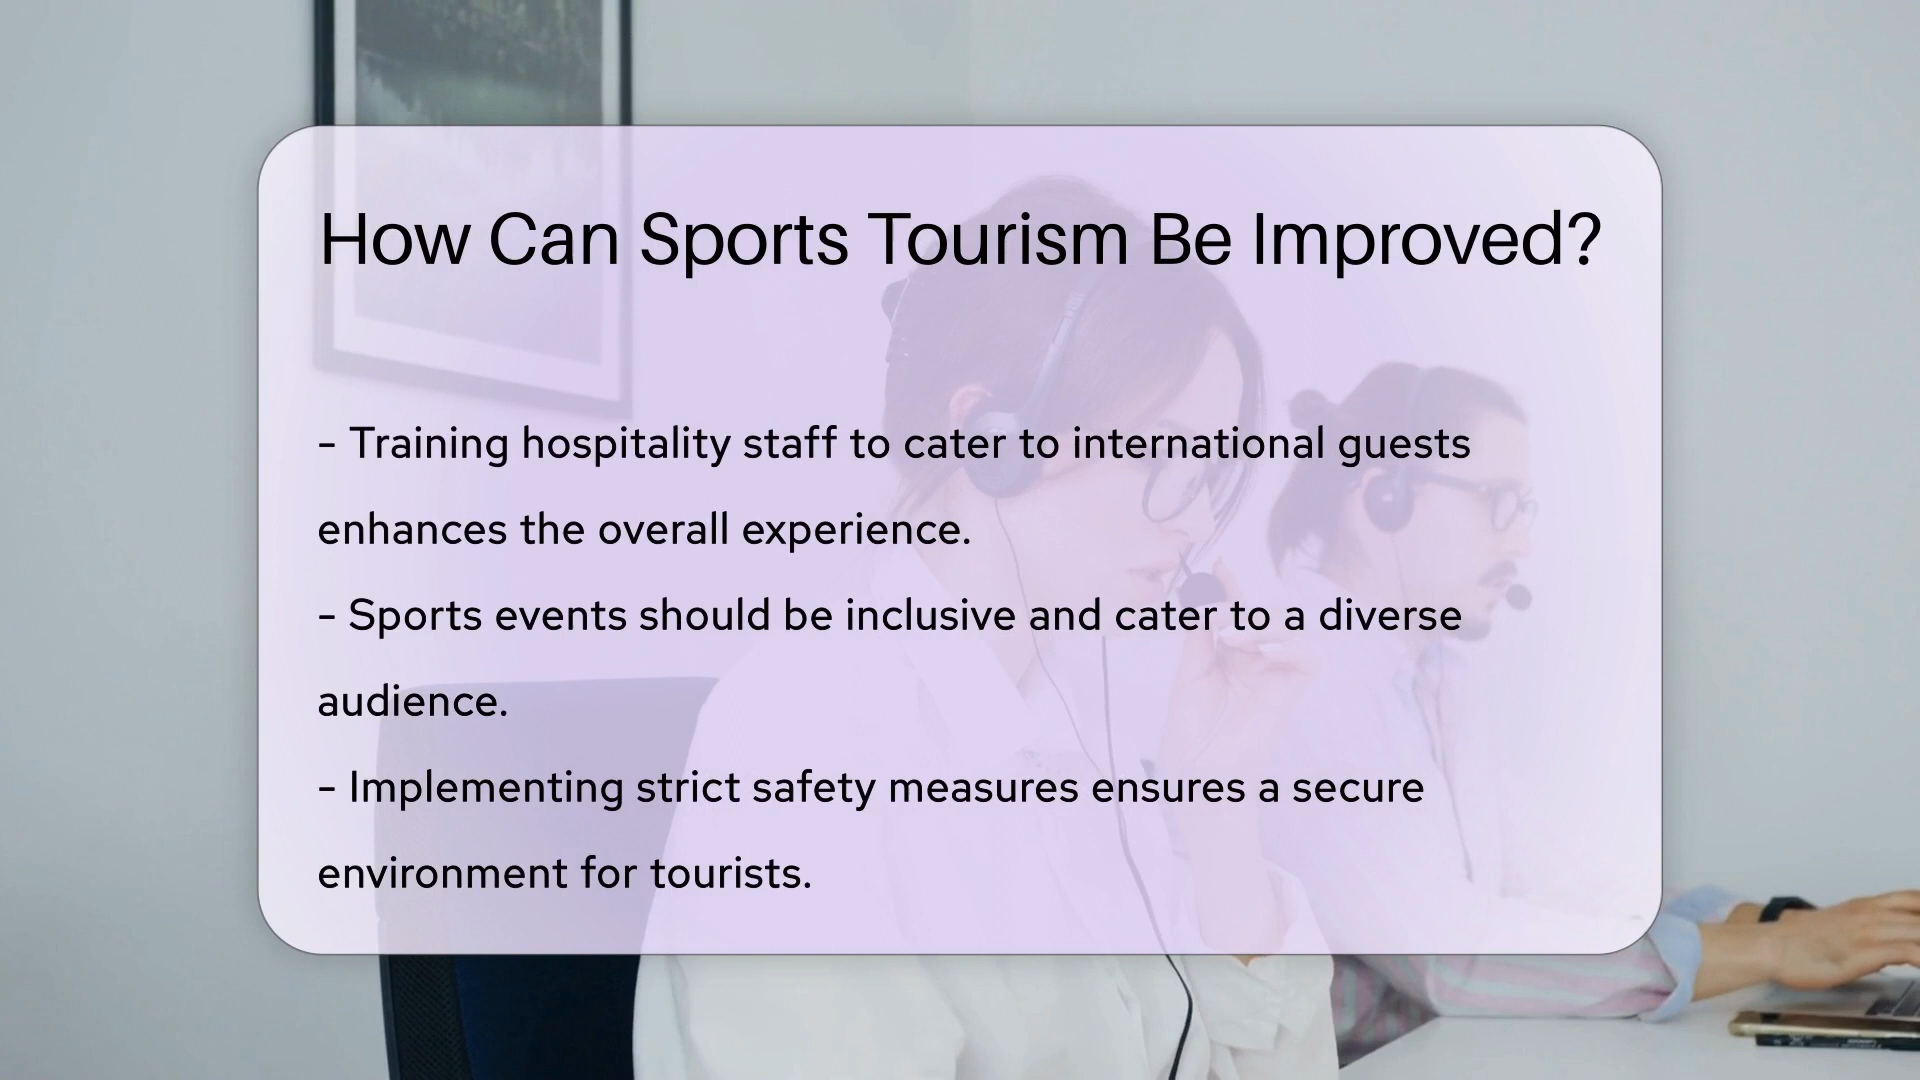 How Can Sports Tourism Be Improved?
- Training hospitality staff to cater to international guests
enhances the overall experience.
- Sports events should be inclusive and cater to a diverse
audience.
- Implementing strict safety measures ensures a secure
environment for tourists.